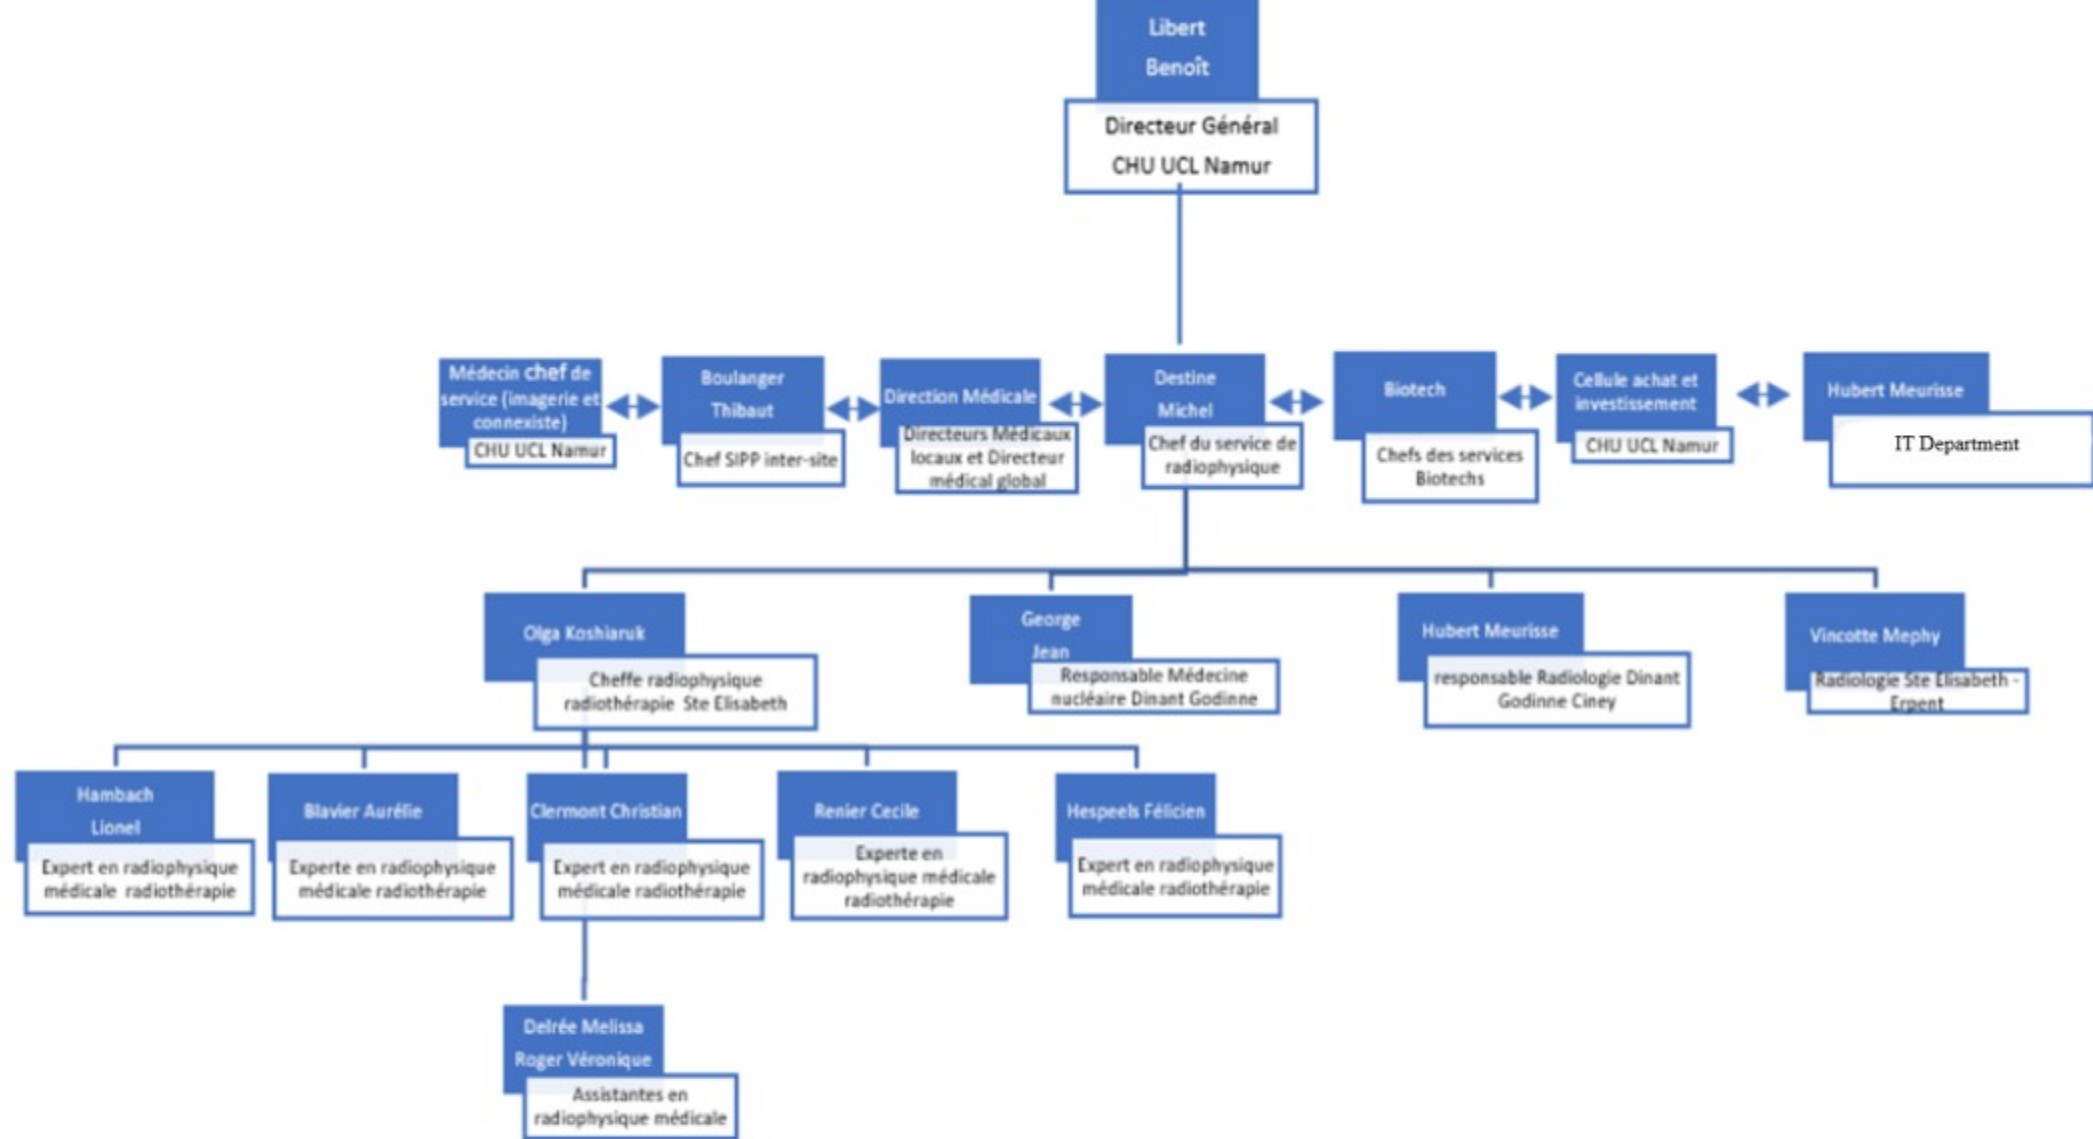 Libert
Benoît
Directeur Général
CHU UCL Namur
Médecin chef de
service (imagerie et
connexiste)
CHU UCL Namur
Boulanger
Thibaut
Chef SIPP inter-site
Direction Médicale
Directeurs Médicaux
locaux et Directeur
médical global
Destine
Michel
Chef du service de
radiophysique
Biotech
Chefs des services
Biotechs
Cellule achat et
investissement
CHU UCL Namur
Hubert Meurisse
IT Department
Olga Koshiaruk
Cheffe radiophysique
radiothérapie Ste Elisabeth
George
Jean
Responsable Médecine
nucléaire Dinant Godinne
Hubert Meurisse
responsable Radiologie Dinant
Godinne Ciney
Vincotte Mephy
Radiologie Ste Elisabeth -
Erpent
Hambach
Lionel
Expert en radiophysique
médicale radiothérapie
Blavier Aurélie
Experte en radiophysique
médicale radiothérapie
Clermont Christian
Expert en radiophysique
médicale radiothérapie
Renier Cecile
Experte en
radiophysique médicale
radiothérapie
Hespeels Félicien
Expert en radiophysique
médicale radiothérapie
Delrée Melissa
Roger Véronique
Assistantes en
radiophysique médicale